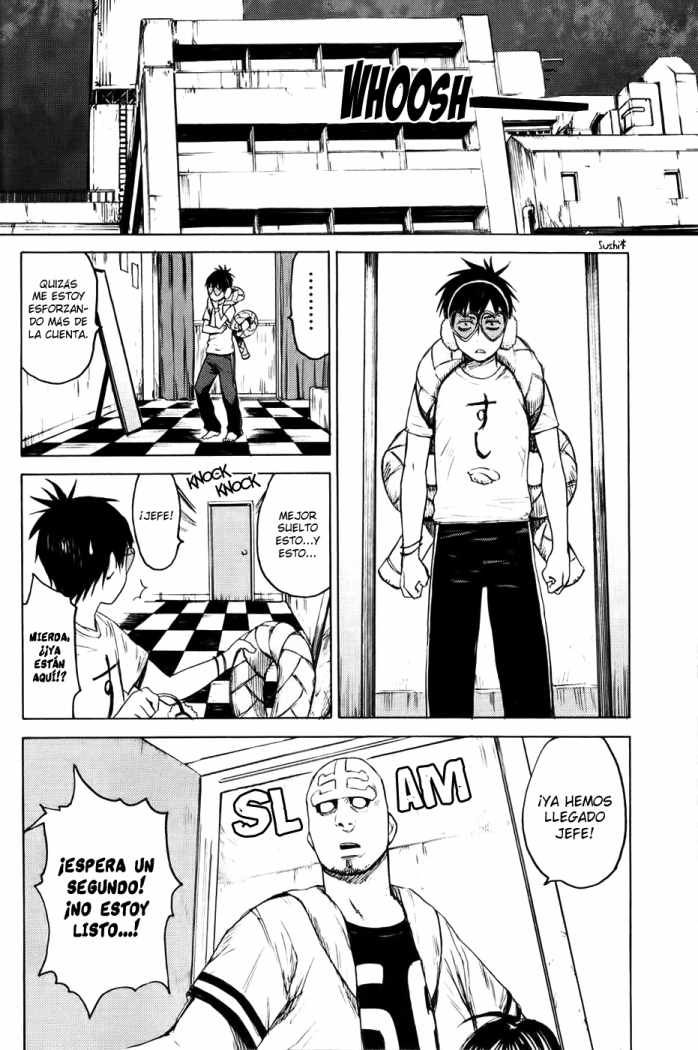 WHOOSH
Sushi
すし
........
QUIZÁS
ME ESTOY
ESFORZAN-
DO MÁS DE
LA CUENTA.
MEJOR
SUELTO
ESTO...Y
ESTO...
KNOCK
KNOCK
¡JEFE!
MIERDA,
¿¡YA
ESTÁN
AQUÍ!?
¡YA HEMOS
LLEGADO
JEFE!
SLAM
¡ESPERA UN
SEGUNDO!
¡NO ESTOY
LISTO...!